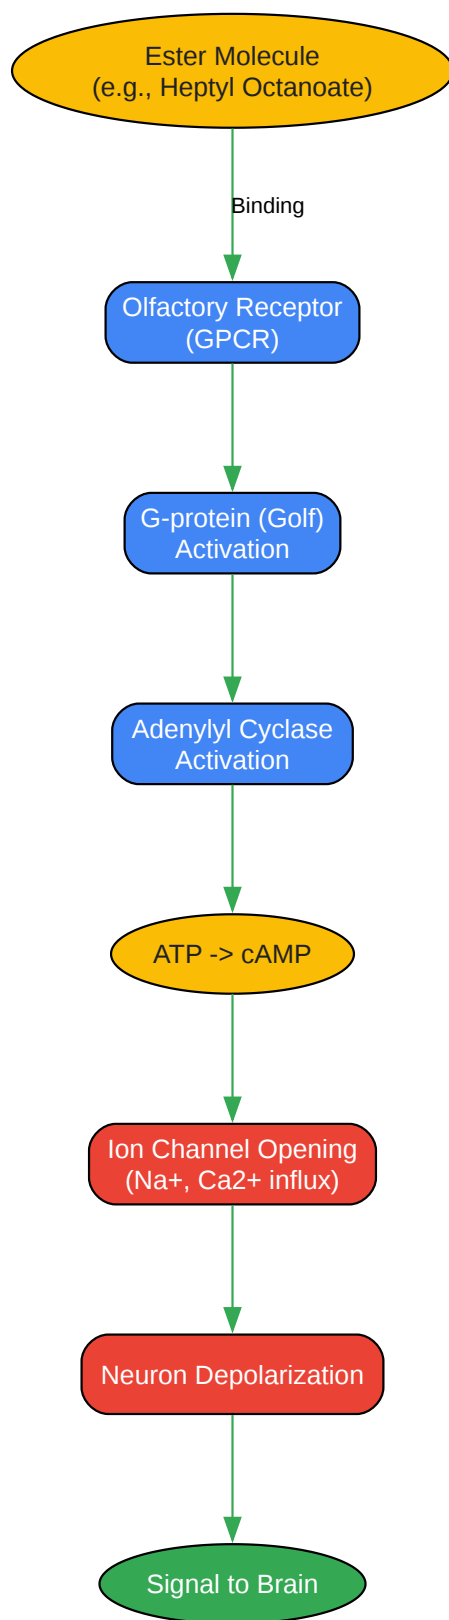 Ester Molecule
(e.g., Heptyl Octanoate)
Binding
Olfactory Receptor
(GPCR)
G-protein (Golf)
Activation
Adenylyl Cyclase
Activation
ATP -> cAMP
Ion Channel Opening
(Na+, Ca2+ influx)
Neuron Depolarization
Signal to Brain